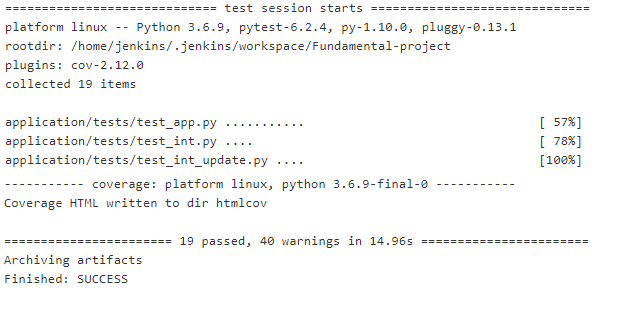 ============================= test session starts ==============================
platform linux -- Python 3.6.9, pytest-6.2.4, py-1.10.0, pluggy-0.13.1
rootdir: /home/jenkins/.jenkins/workspace/Fundamental-project
plugins: cov-2.12.0
collected 19 items
application/tests/test_app.py ........... [ 57%]
application/tests/test_int.py .... [ 78%]
application/tests/test_int_update.py .... [100%]
----------- coverage: platform linux, python 3.6.9-final-0 -----------
Coverage HTML written to dir htmlcov
======================= 19 passed, 40 warnings in 14.96s =======================
Archiving artifacts
Finished: SUCCESS